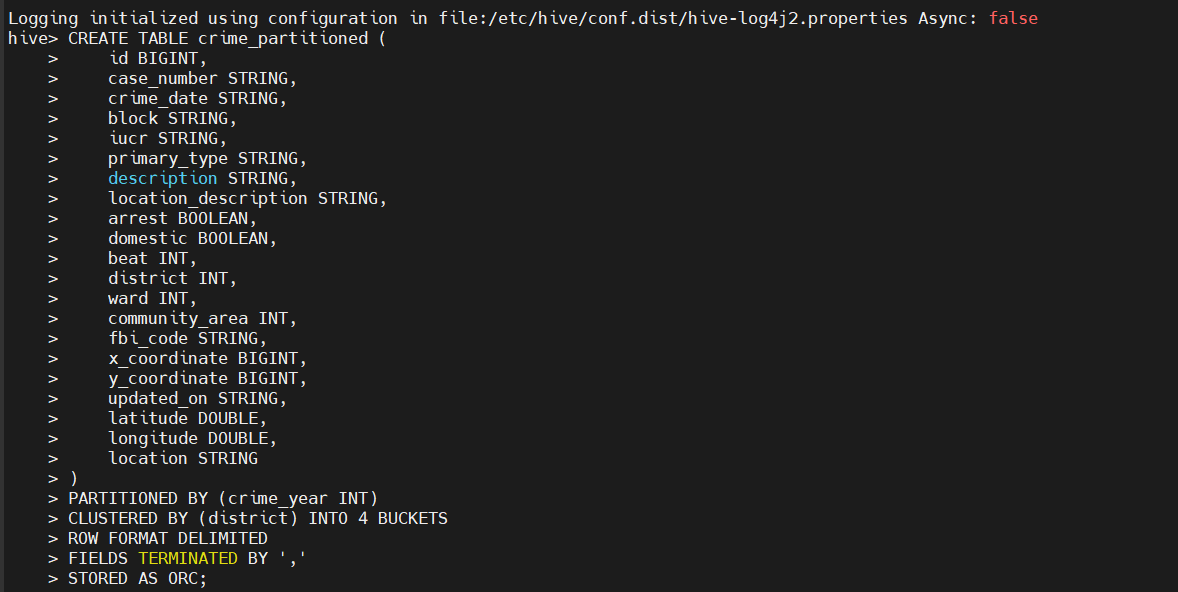 Logging initialized using configuration in file:/etc/hive/conf.dist/hive-log4j2.properties Async: false
hive> CREATE TABLE crime_partitioned (
    >     id BIGINT,
    >     case_number STRING,
    >     crime_date STRING,
    >     block STRING,
    >     iucr STRING,
    >     primary_type STRING,
    >     description STRING,
    >     location_description STRING,
    >     arrest BOOLEAN,
    >     domestic BOOLEAN,
    >     beat INT,
    >     district INT,
    >     ward INT,
    >     community_area INT,
    >     fbi_code STRING,
    >     x_coordinate BIGINT,
    >     y_coordinate BIGINT,
    >     updated_on STRING,
    >     latitude DOUBLE,
    >     longitude DOUBLE,
    >     location STRING
    > )
    > PARTITIONED BY (crime_year INT)
    > CLUSTERED BY (district) INTO 4 BUCKETS
    > ROW FORMAT DELIMITED
    > FIELDS TERMINATED BY ','
    > STORED AS ORC;